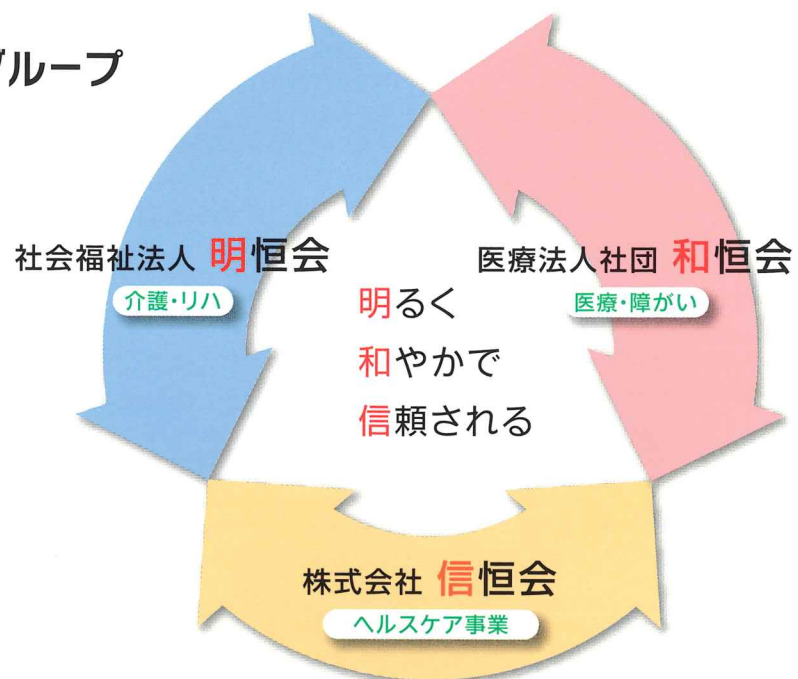 グループ
社会福祉法人 明恒会
介護・リハ
医療法人社団 和恒会
医療・障がい
明るく
和やかで
信頼される
株式会社 信恒会
ヘルスケア事業